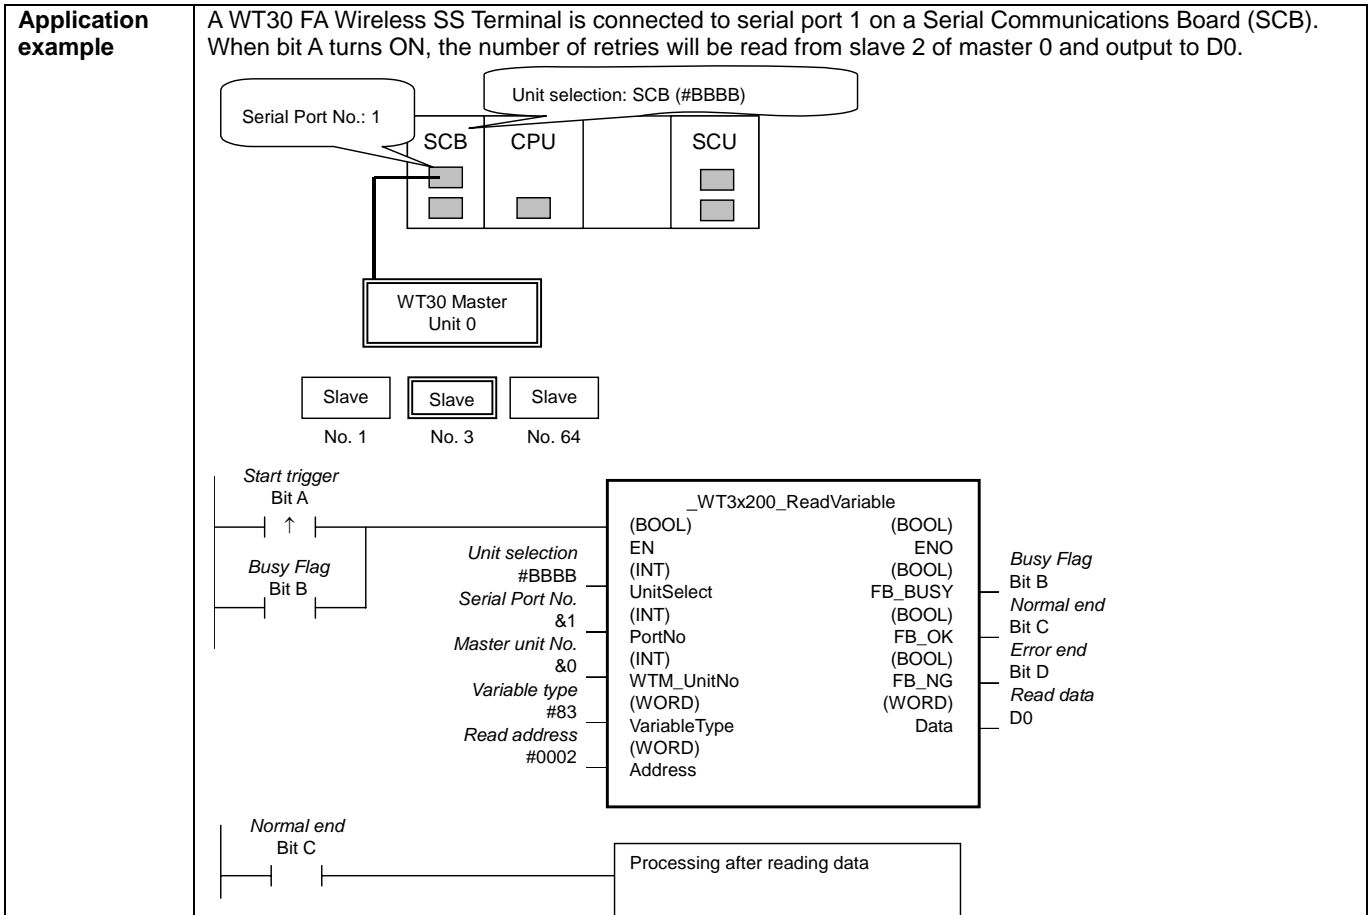 Application example
A WT30 FA Wireless SS Terminal is connected to serial port 1 on a Serial Communications Board (SCB).
When bit A turns ON, the number of retries will be read from slave 2 of master 0 and output to D0.
Unit selection: SCB (#BBBB)
Serial Port No.: 1
SCB CPU SCU
WT30 Master
Unit 0
Slave Slave Slave
No. 1 No. 3 No. 64
Start trigger
Bit A
↑
Busy Flag
Bit B
Unit selection
#BBBB
Serial Port No.
&1
Master unit No.
&0
Variable type
#83
Read address
#0002
_WT3x200_ReadVariable
(BOOL) (BOOL)
EN ENO
(INT) (BOOL)
UnitSelect FB_BUSY
(INT) (BOOL)
PortNo FB_OK
(INT) (BOOL)
WTM_UnitNo FB_NG
(WORD) (WORD)
VariableType Data
(WORD)
Address
Busy Flag
Bit B
Normal end
Bit C
Error end
Bit D
Read data
D0
Normal end
Bit C
Processing after reading data